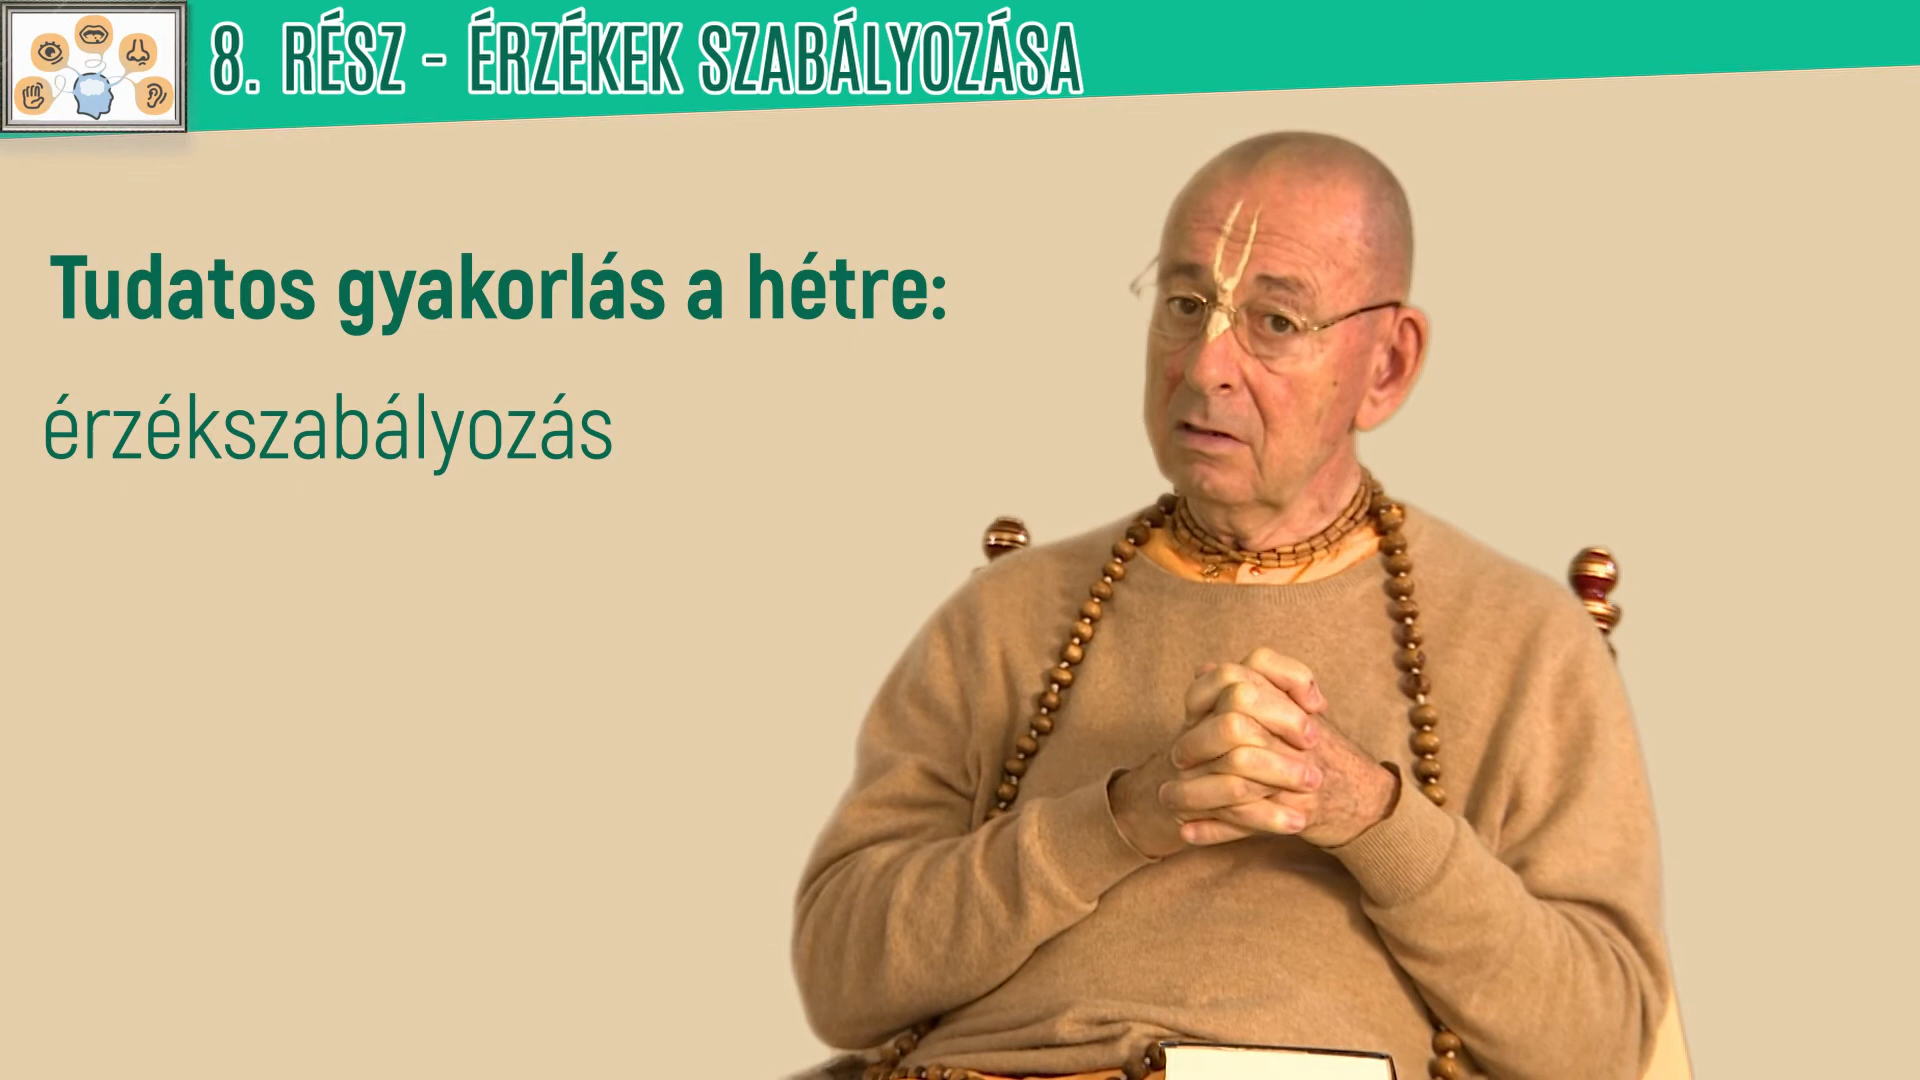 8. RÉSZ - ÉRZÉKEK SZABÁLYOZÁSA
Tudatos gyakorlás a hétre:
érzékszabályozás